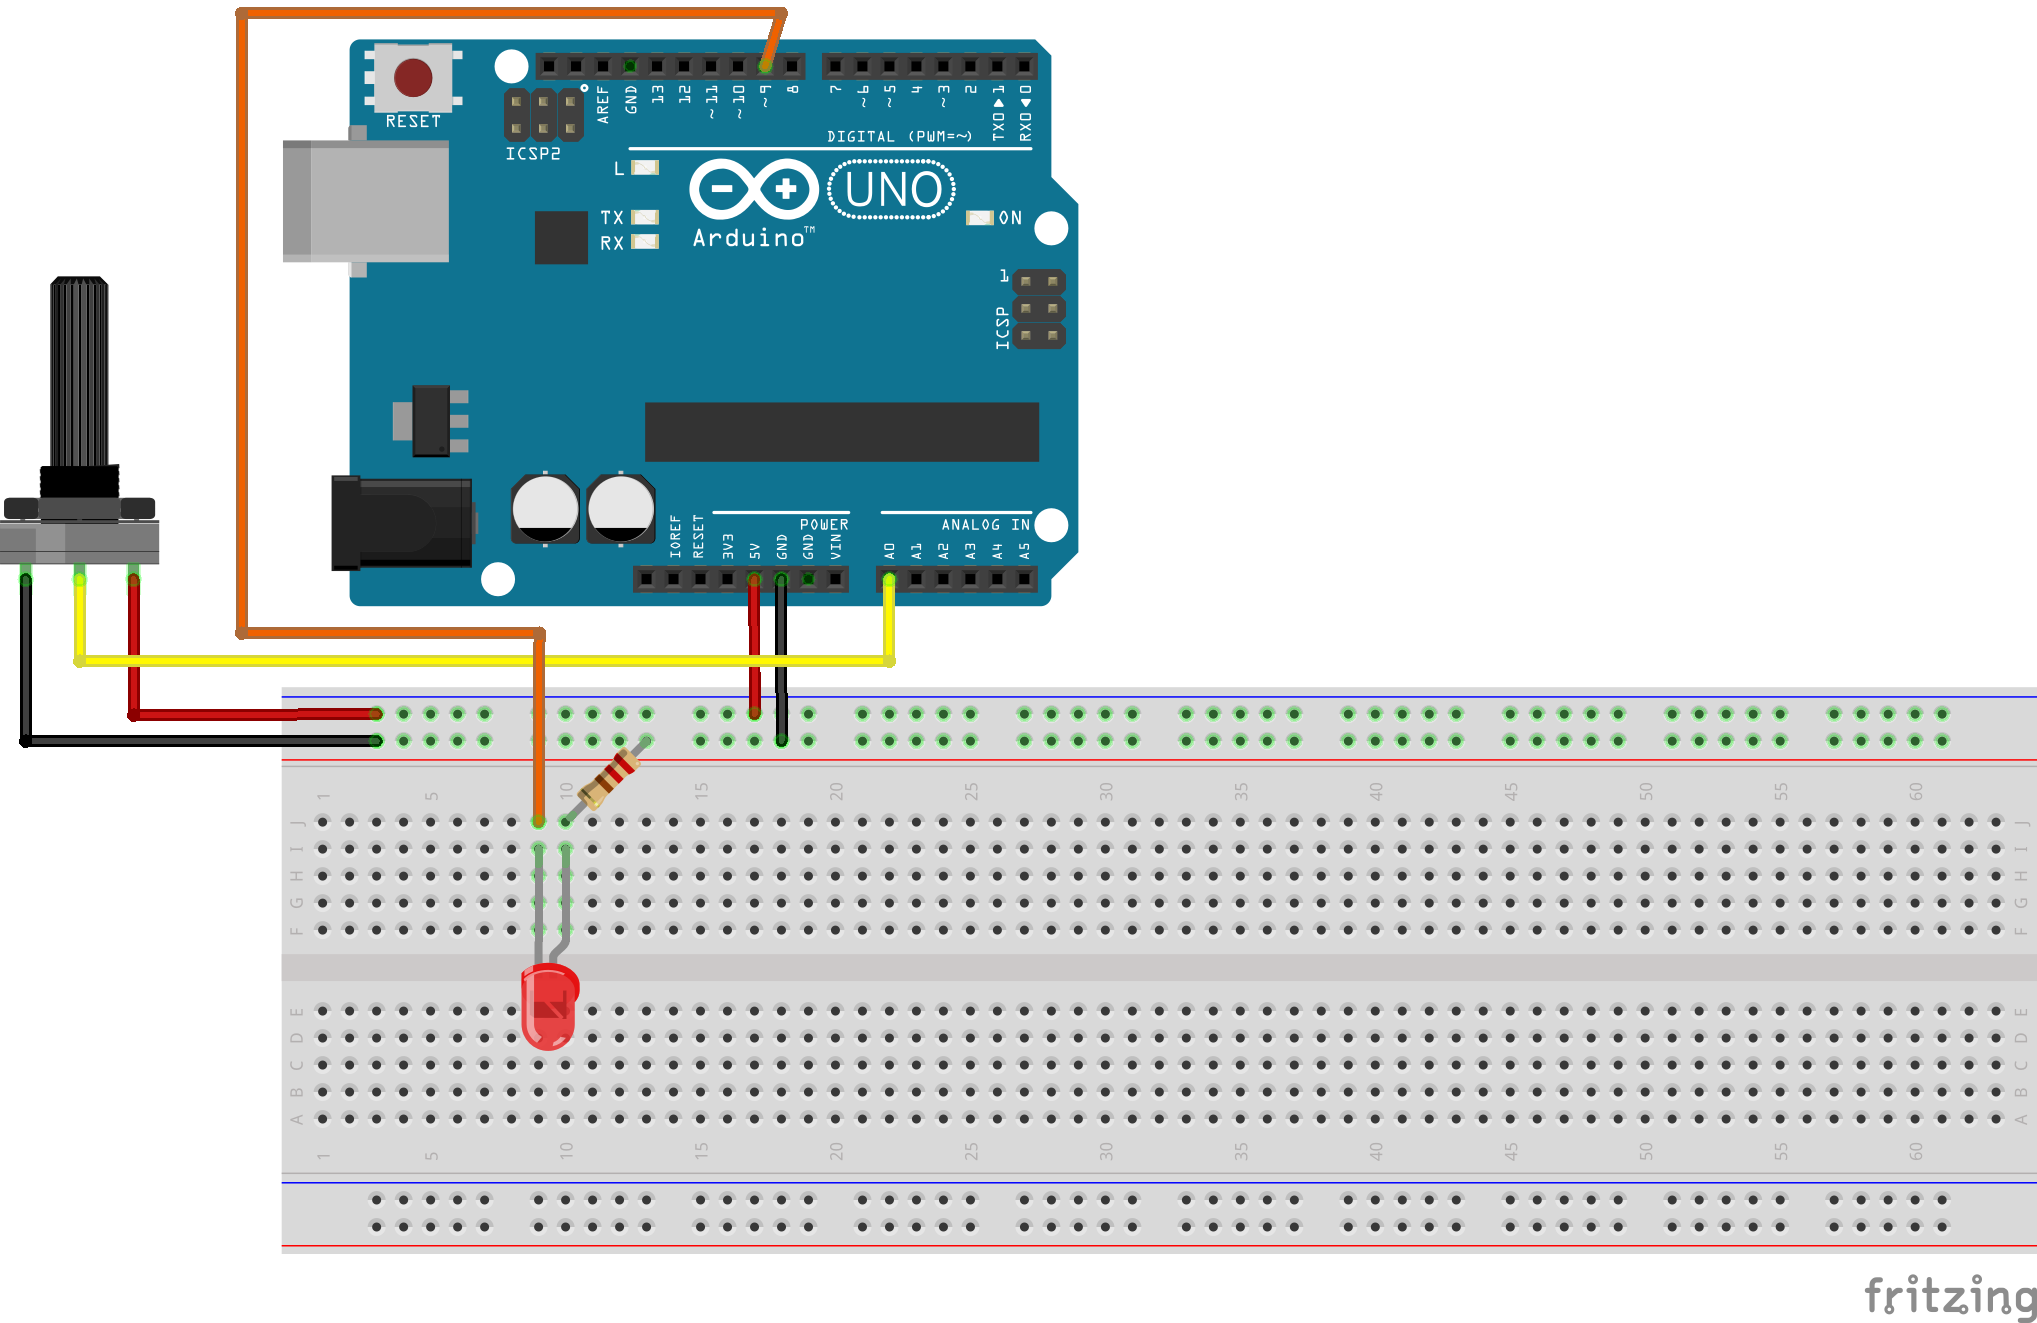 RESET
AREF
GND
13
12
~11
~10
~9
8
7
~6
~5
4
~3
2
TX0▶1
RX0◀0
DIGITAL (PWM=~)
ICSP2
L
TX
RX
UNO
Arduino™
ON
1
ICSP
POWER
ANALOG IN
IOREF
RESET
3V3
5V
GND
GND
VIN
A0
A1
A2
A3
A4
A5
1 5 10 15 20 25 30 35 40 45 50 55 60
J J
I I
H H
G G
F F
E E
D D
C C
B B
A A
1 5 10 15 20 25 30 35 40 45 50 55 60
fritzing